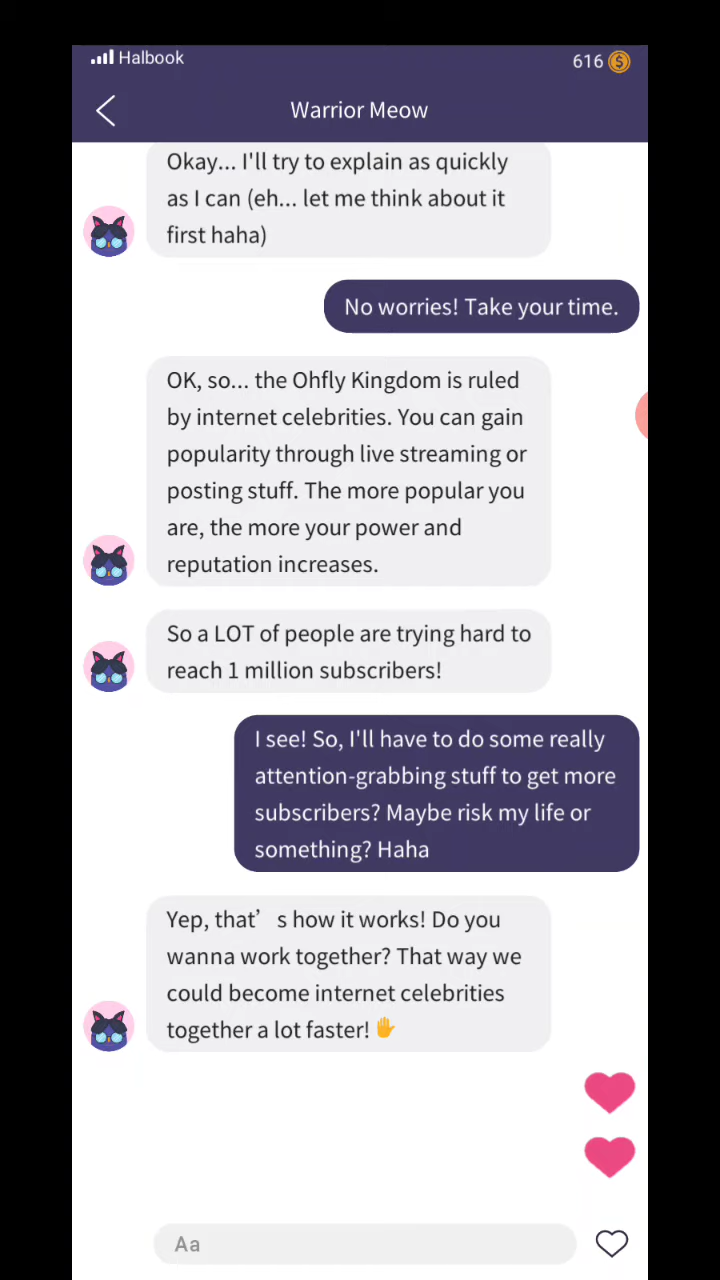 Halbook
616
Warrior Meow
Okay... I'll try to explain as quickly
as I can (eh... let me think about it
first haha)
No worries! Take your time.
OK, so... the Ohfly Kingdom is ruled
by internet celebrities. You can gain
popularity through live streaming or
posting stuff. The more popular you
are, the more your power and
reputation increases.
So a LOT of people are trying hard to
reach 1 million subscribers!
I see! So, I'll have to do some really
attention-grabbing stuff to get more
subscribers? Maybe risk my life or
something? Haha
Yep, that’s how it works! Do you
wanna work together? That way we
could become internet celebrities
together a lot faster! ✋
Aa